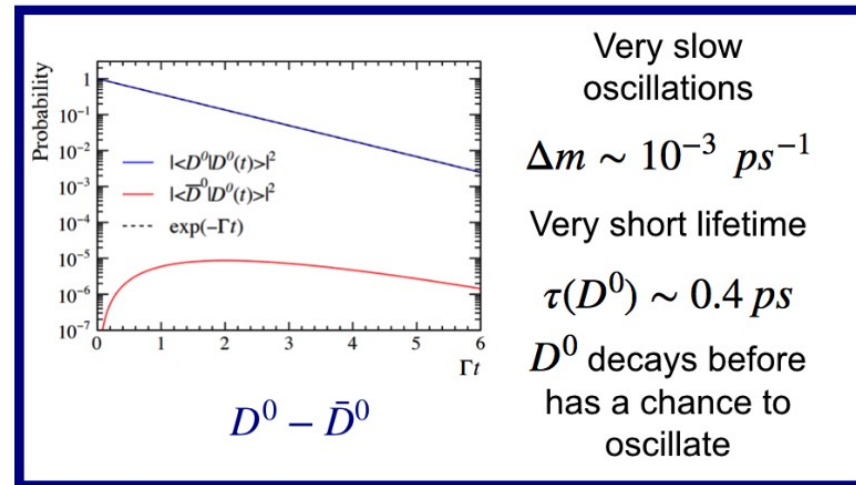 Probability
1
10⁻¹
10⁻²
10⁻³
10⁻⁴
10⁻⁵
10⁻⁶
10⁻⁷
|<D⁰|D⁰(t)>|²
|<D̅⁰|D⁰(t)>|²
exp(−Γt)
0 1 2 3 4 5 6
Γt
D⁰ − D̄⁰
Very slow
oscillations
Δm ~ 10⁻³ ps⁻¹
Very short lifetime
τ(D⁰) ~ 0.4 ps
D⁰ decays before
has a chance to
oscillate